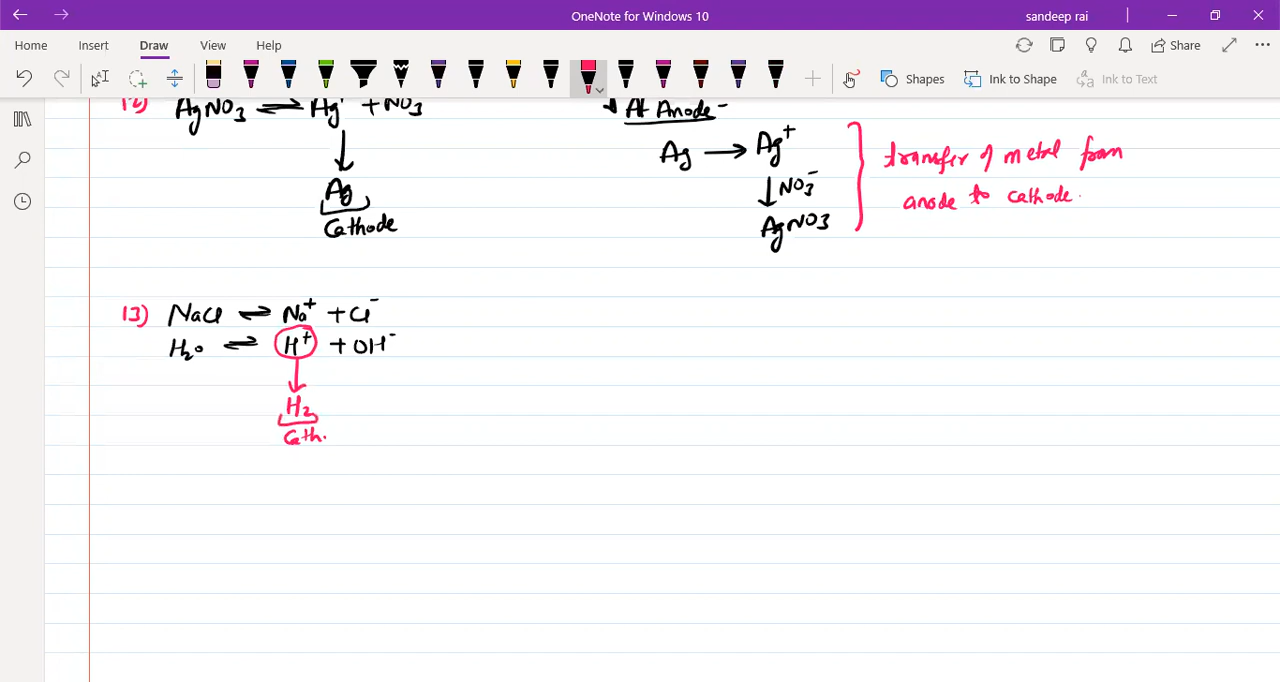 OneNote for Windows 10
sandeep rai
Home Insert Draw View Help
Share
Shapes
Ink to Shape
Ink to Text
12) AgNO3 ⇌ Ag+ + NO3
Ag
Cathode
At Anode-
Ag → Ag+
↓ NO3-
AgNO3
transfer of metal from
anode to cathode.
13) NaCl ⇌ Na+ + Cl-
H2O ⇌ H+ + OH-
H2
Cath.